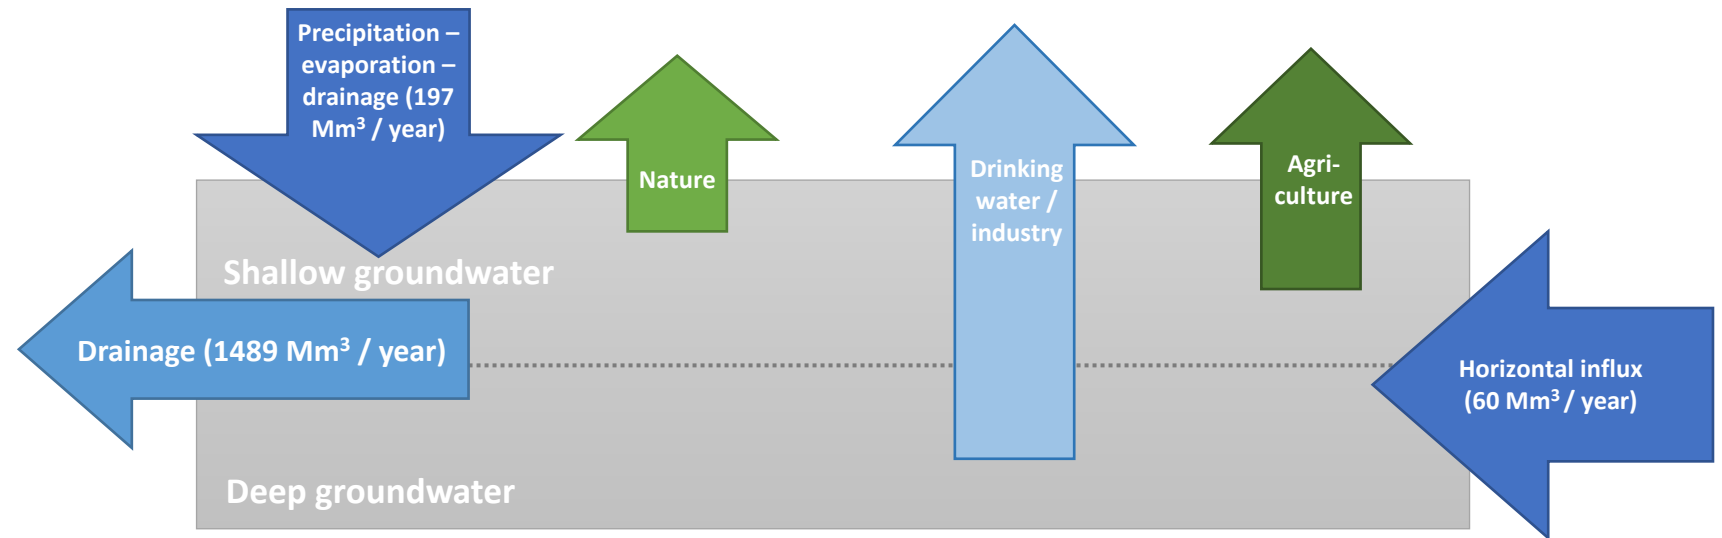 Precipitation –
evaporation –
drainage (197
Mm³ / year)
Nature
Drinking
water /
industry
Agri-
culture
Shallow groundwater
Drainage (1489 Mm³ / year)
Horizontal influx
(60 Mm³ / year)
Deep groundwater